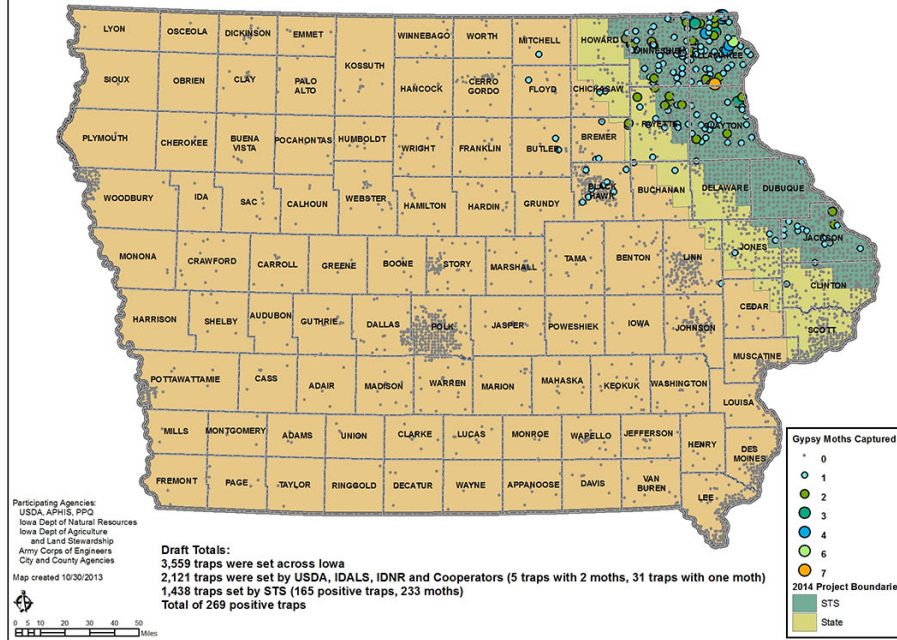 LYON
OSCEOLA
DICKINSON
EMMET
WINNEBAGO
WORTH
MITCHELL
HOWARD
WINNESHIEK
ALLAMAKEE
KOSSUTH
SIOUX
OBRIEN
CLAY
PALO
ALTO
HANCOCK
CERRO
GORDO
FLOYD
CHICKASAW
PLYMOUTH
CHEROKEE
BUENA
VISTA
POCAHONTAS
HUMBOLDT
WRIGHT
FRANKLIN
BUTLER
BREMER
FAYETTE
CLAYTON
WOODBURY
IDA
SAC
CALHOUN
WEBSTER
HAMILTON
HARDIN
GRUNDY
BLACK
HAWK
BUCHANAN
DELAWARE
DUBUQUE
MONONA
CRAWFORD
CARROLL
GREENE
BOONE
STORY
MARSHALL
TAMA
BENTON
LINN
JONES
JACKSON
CLINTON
HARRISON
SHELBY
AUDUBON
GUTHRIE
DALLAS
POLK
JASPER
POWESHIEK
IOWA
JOHNSON
CEDAR
SCOTT
MUSCATINE
POTTAWATTAMIE
CASS
ADAIR
MADISON
WARREN
MARION
MAHASKA
KEOKUK
WASHINGTON
LOUISA
MILLS
MONTGOMERY
ADAMS
UNION
CLARKE
LUCAS
MONROE
WAPELLO
JEFFERSON
HENRY
DES
MOINES
FREMONT
PAGE
TAYLOR
RINGGOLD
DECATUR
WAYNE
APPANOOSE
DAVIS
VAN
BUREN
LEE
Gypsy Moths Captured
0
1
2
3
4
6
7
2014 Project Boundarie
STS
State
Participating Agencies:
USDA, APHIS, PPQ
Iowa Dept of Natural Resources
Iowa Dept of Agriculture
and Land Stewardship
Army Corps of Engineers
City and County Agencies
Map created 10/30/2013
0 5 10 20 30 40 50
Miles
Draft Totals:
3,559 traps were set across Iowa
2,121 traps were set by USDA, IDALS, IDNR and Cooperators (5 traps with 2 moths, 31 traps with one moth)
1,438 traps set by STS (165 positive traps, 233 moths)
Total of 269 positive traps